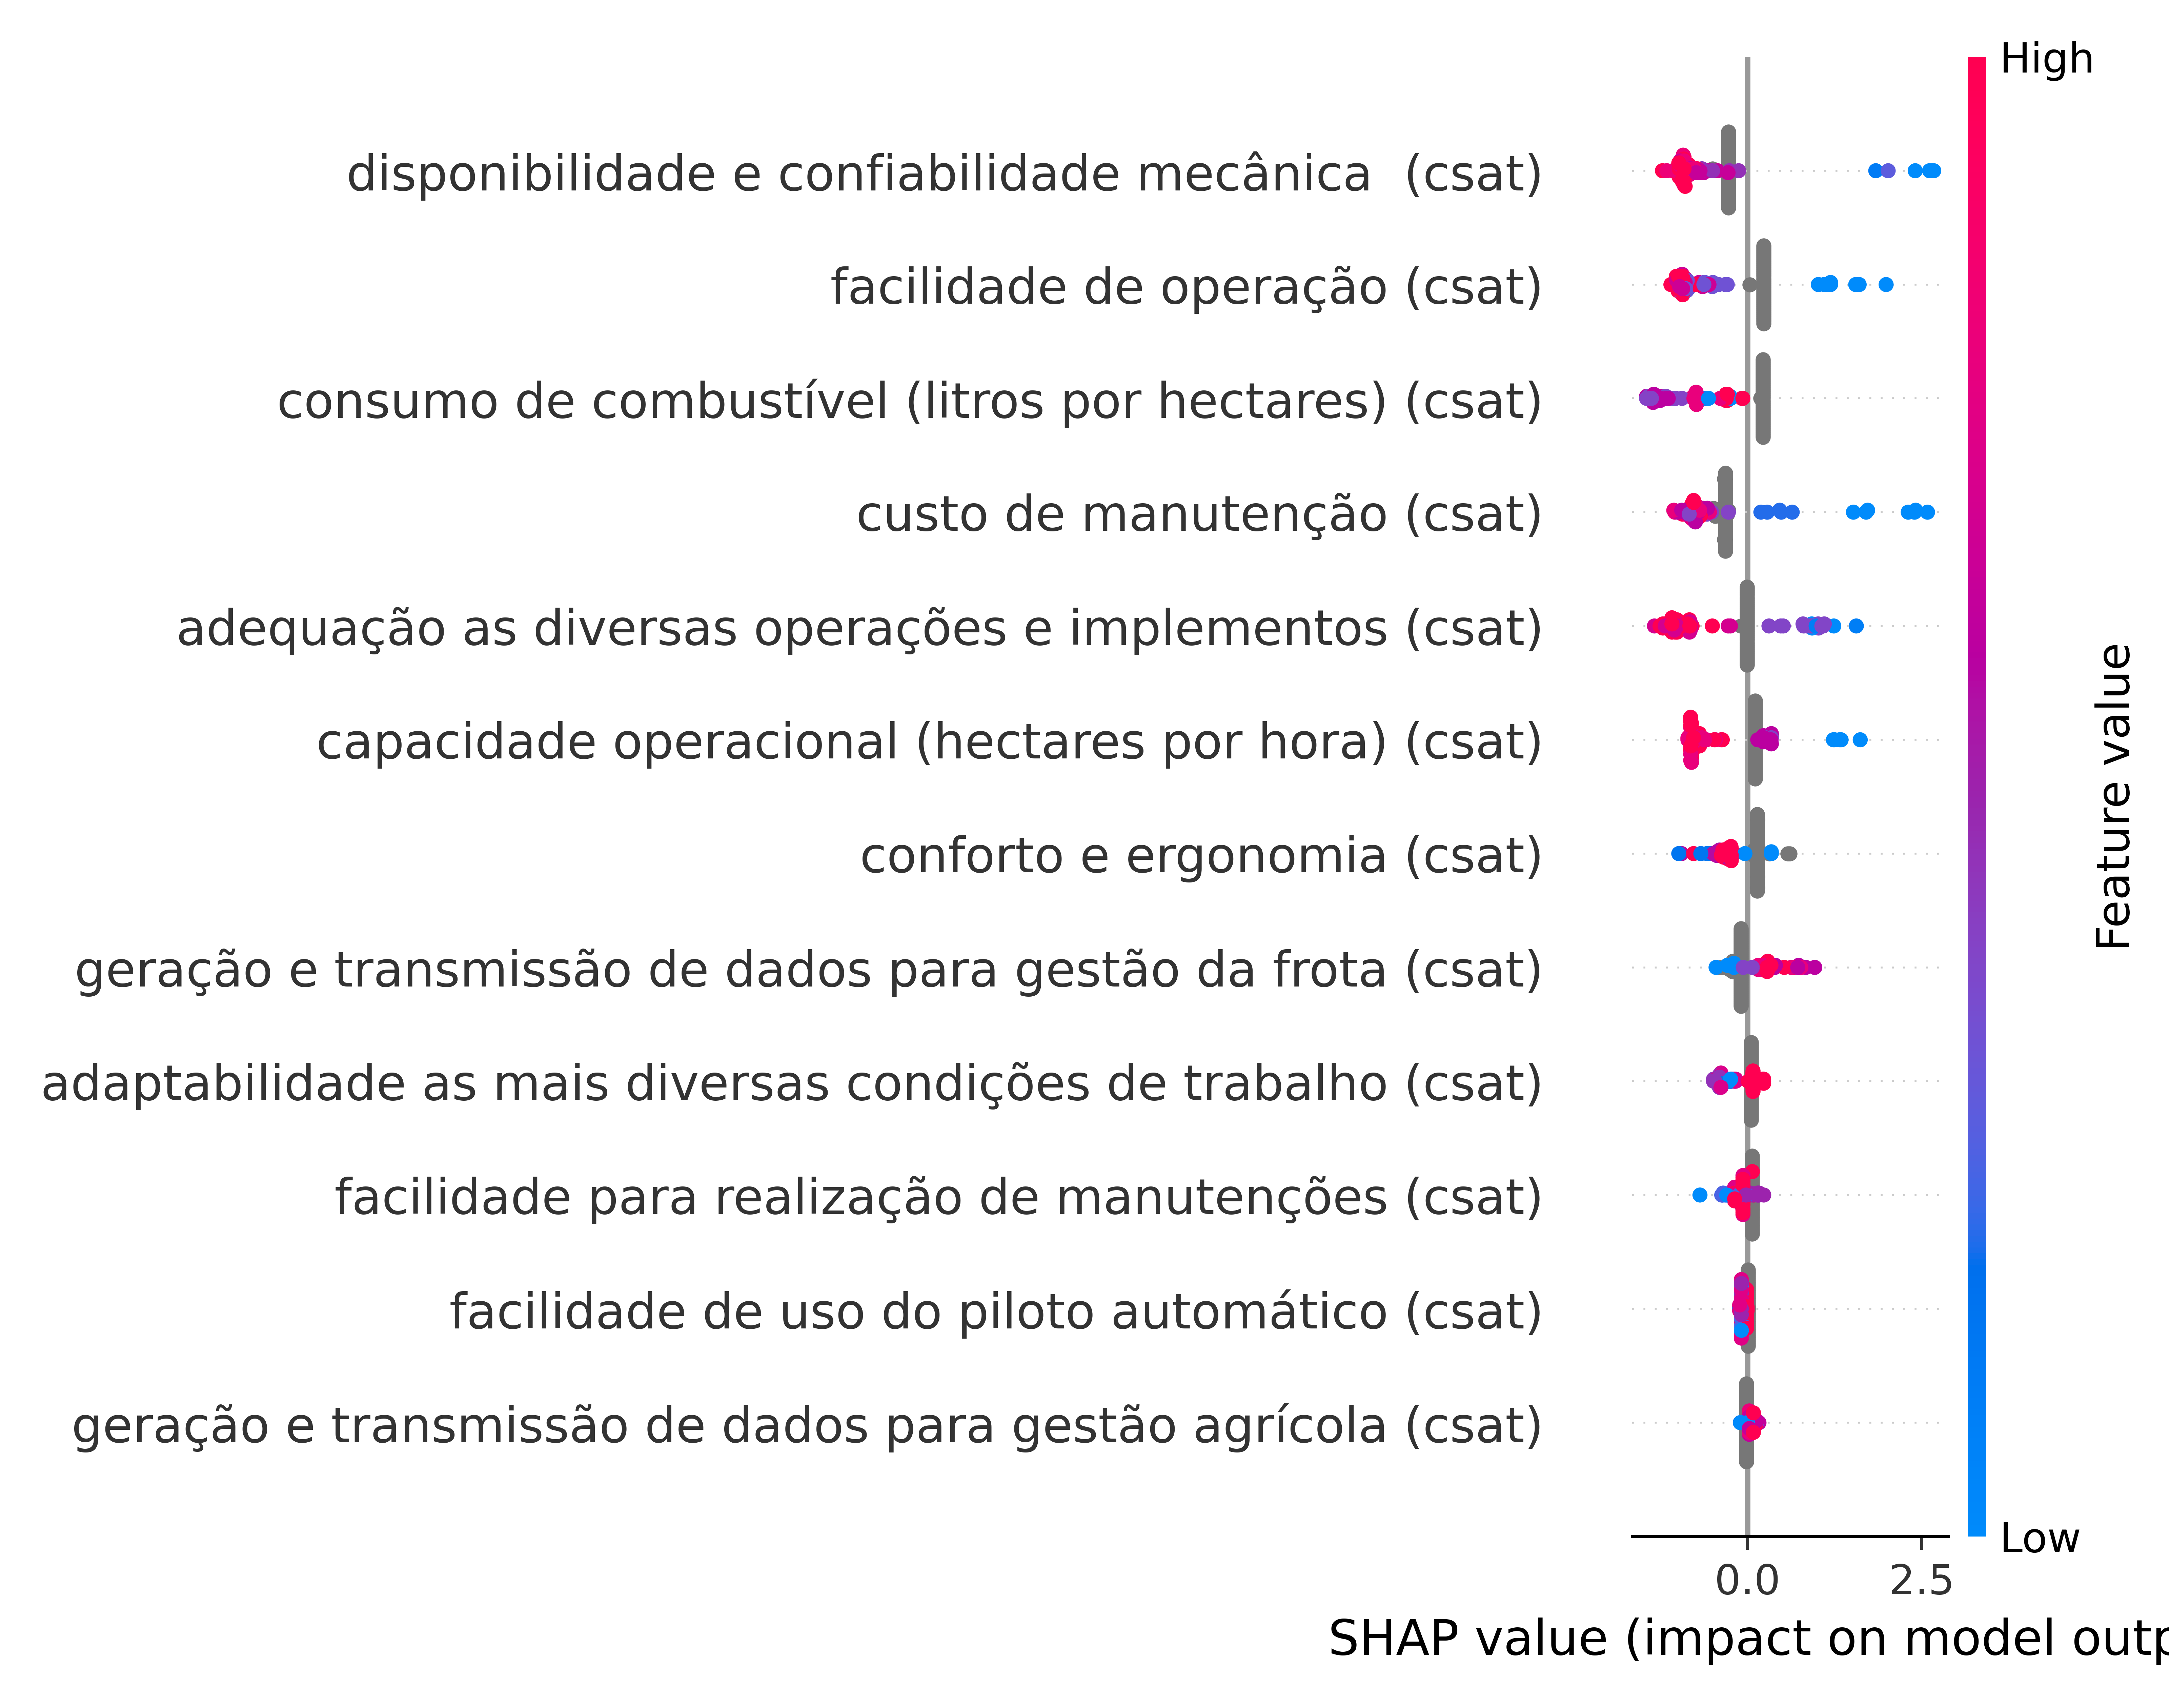 High
disponibilidade e confiabilidade mecânica  (csat)
facilidade de operação (csat)
consumo de combustível (litros por hectares) (csat)
custo de manutenção (csat)
adequação as diversas operações e implementos (csat)
capacidade operacional (hectares por hora) (csat)
conforto e ergonomia (csat)
geração e transmissão de dados para gestão da frota (csat)
adaptabilidade as mais diversas condições de trabalho (csat)
facilidade para realização de manutenções (csat)
facilidade de uso do piloto automático (csat)
geração e transmissão de dados para gestão agrícola (csat)
Feature value
Low
0.0 2.5
SHAP value (impact on model outp